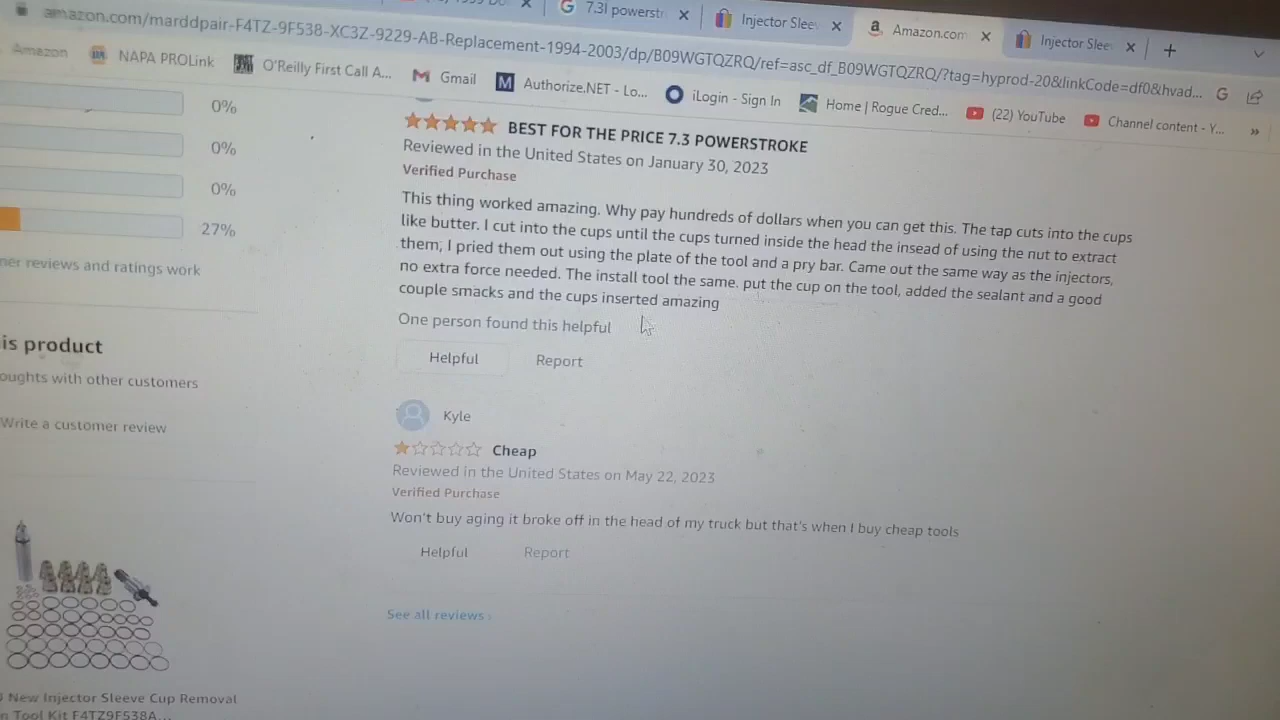 7.3l powerstr
Injector Slee
Amazon.com
Injector Slee
amazon.com/marddpair-F4TZ-9F538-XC3Z-9229-AB-Replacement-1994-2003/dp/B09WGTQZRQ/ref=asc_df_B09WGTQZRQ/?tag=hyprod-20&linkCode=df0&hvad...
Amazon
NAPA PROLink
O'Reilly First Call A...
Gmail
Authorize.NET - Lo...
iLogin - Sign In
Home | Rogue Cred...
(22) YouTube
Channel content - Y...
0%
0%
0%
27%
ner reviews and ratings work
is product
oughts with other customers
Write a customer review
New Injector Sleeve Cup Removal
n Tool Kit F4TZ9F538A...
BEST FOR THE PRICE 7.3 POWERSTROKE
Reviewed in the United States on January 30, 2023
Verified Purchase
This thing worked amazing. Why pay hundreds of dollars when you can get this. The tap cuts into the cups
like butter. I cut into the cups until the cups turned inside the head the insead of using the nut to extract
them; I pried them out using the plate of the tool and a pry bar. Came out the same way as the injectors,
no extra force needed. The install tool the same. put the cup on the tool, added the sealant and a good
couple smacks and the cups inserted amazing
One person found this helpful
Helpful
Report
Kyle
Cheap
Reviewed in the United States on May 22, 2023
Verified Purchase
Won't buy aging it broke off in the head of my truck but that's when I buy cheap tools
Helpful
Report
See all reviews ›